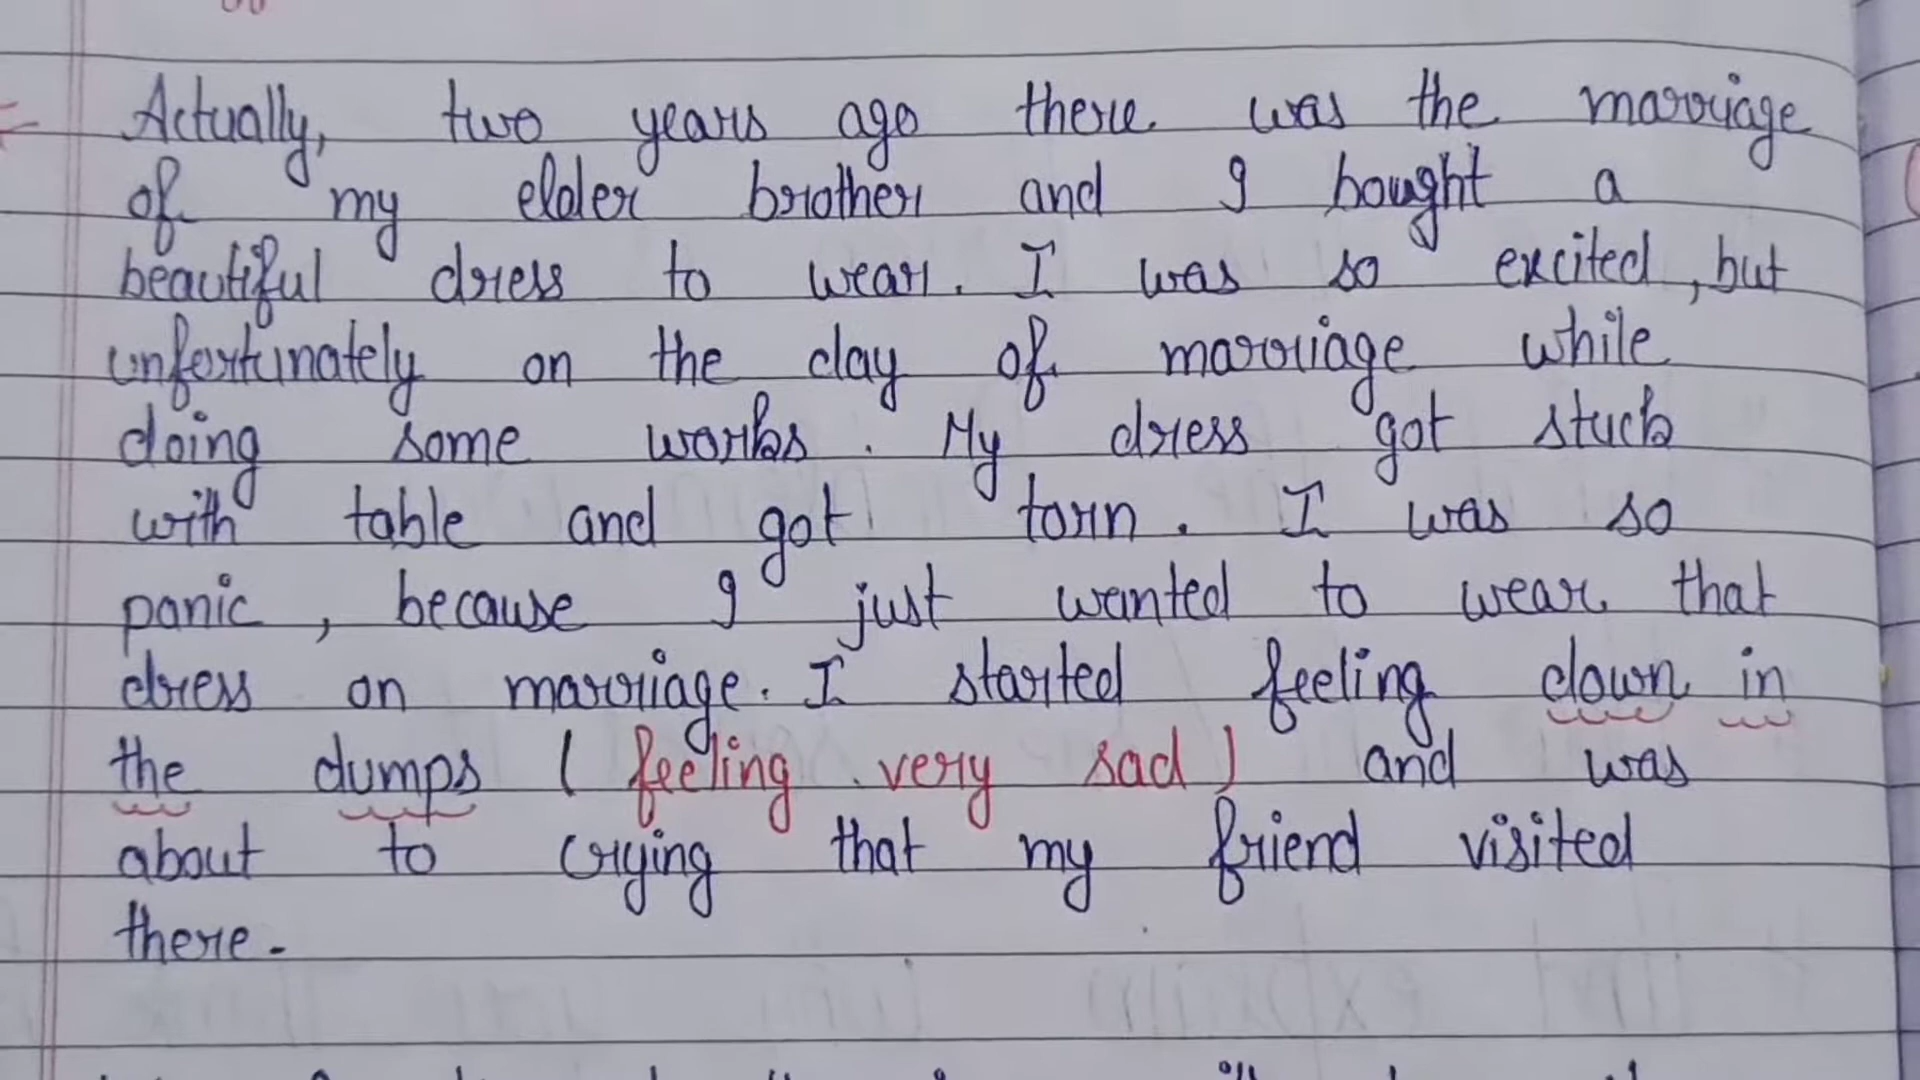 Actually, two years ago there was the marriage
of my elder brother and I bought a
beautiful dress to wear. I was so excited, but
unfortunately on the day of marriage while
doing some works. My dress got stuck
with table and got torn. I was so
panic, because I just wanted to wear that
dress on marriage. I started feeling down in
the dumps (feeling very sad) and was
about to crying that my friend visited
there.